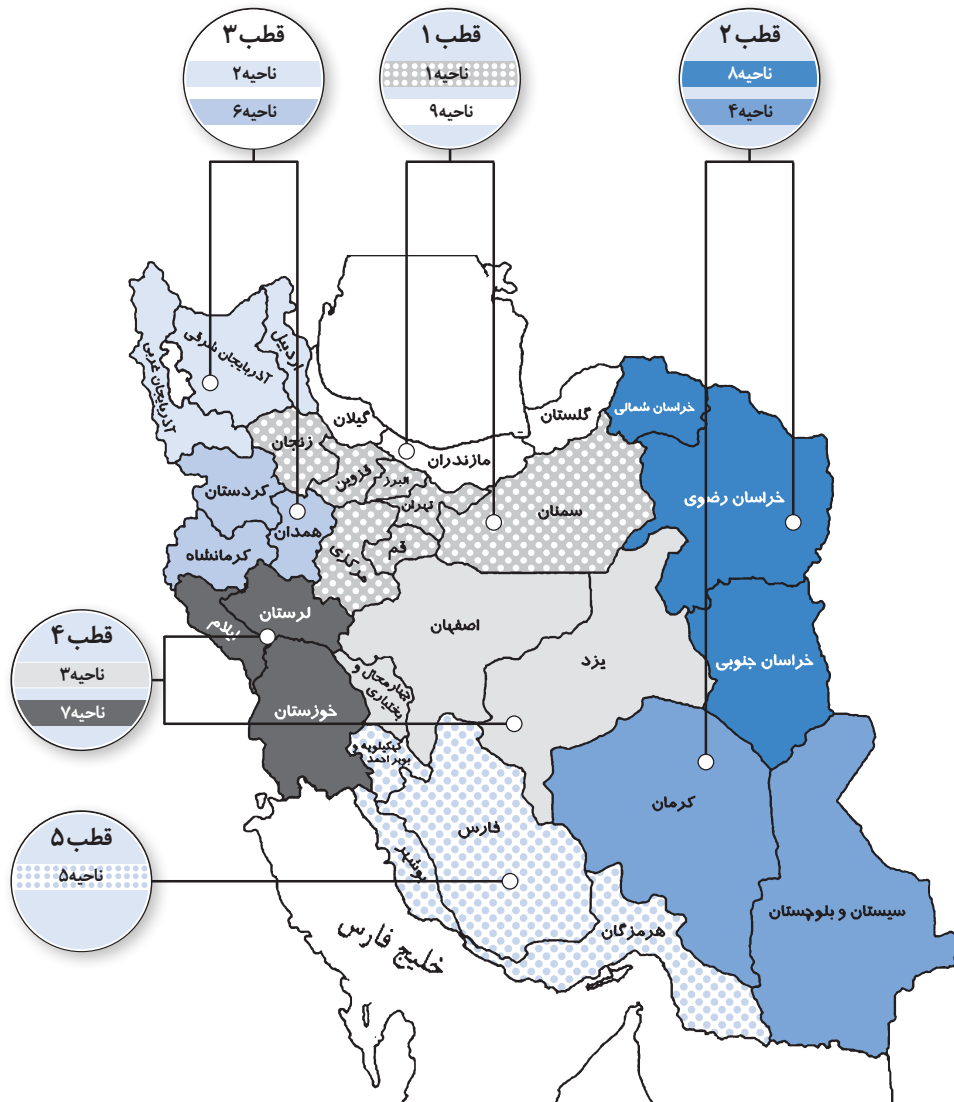 قطب ۲
ناحیه۸
ناحیه۴
قطب ۱
ناحیه۱
ناحیه۹
قطب ۳
ناحیه۲
ناحیه۶
اردبیل
آذربایجان شرقی
آذربایجان غربی
خراسان شمالی
گلستان
گیلان
مازندران
زنجان
قزوین
البرز
تهران
سمنان
خراسان رضوی
کردستان
همدان
کرمانشاه
مرکزی
قم
لرستان
ایلام
اصفهان
یزد
خراسان جنوبی
قطب ۴
ناحیه۳
ناحیه۷
چهارمحال و
بختیاری
خوزستان
کهکیلویه و
بویر احمد
کرمان
فارس
بوشهر
قطب ۵
ناحیه۵
سیستان و بلوچستان
هرمزگان
خلیج فارس